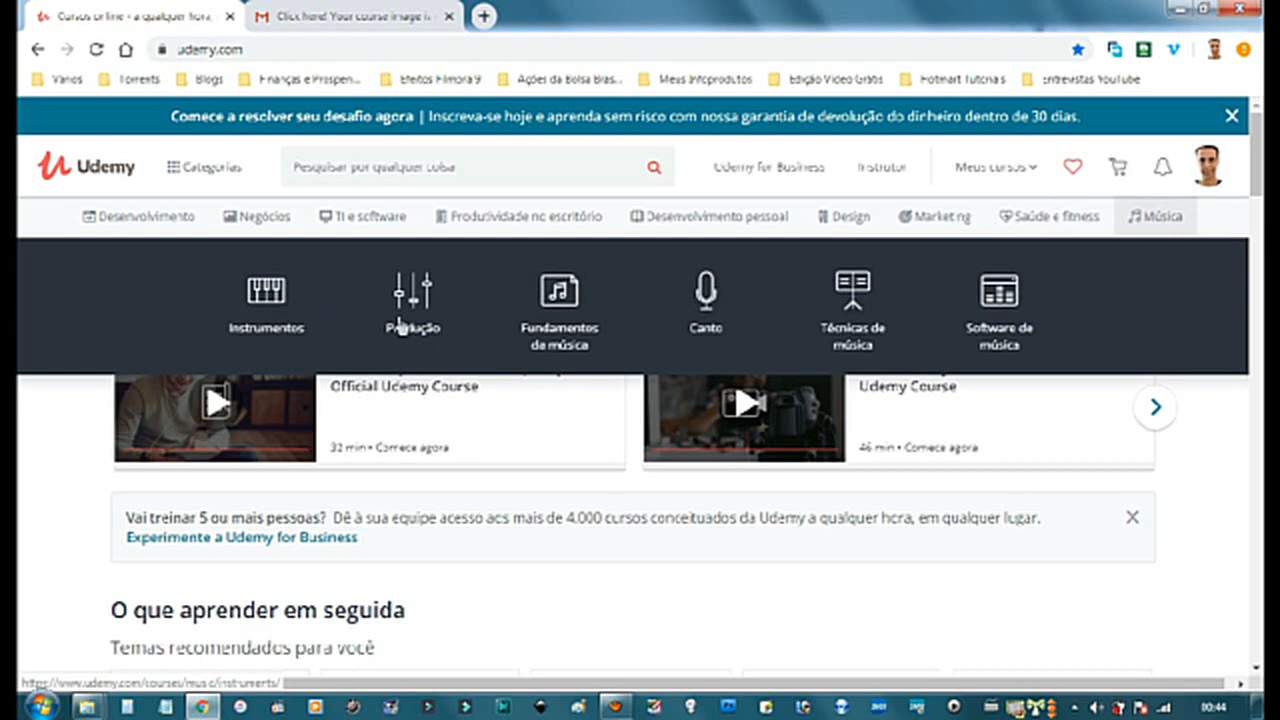 Cursos online - a qualquer hora,
Click here! Your course image is
udemy.com
Vários
Torrents
Blogs
Finanças e Prosperi...
Efeitos Filmora 9
Ações da Bolsa Bras...
Meus Infoprodutos
Edição Vídeo Grátis
Hotmart Tutoriais
Entrevistas YouTube
Comece a resolver seu desafio agora | Inscreva-se hoje e aprenda sem risco com nossa garantia de devolução do dinheiro dentro de 30 dias.
Udemy
Categorias
Pesquisar por qualquer coisa
Udemy for Business
Instrutor
Meus cursos
Desenvolvimento
Negócios
TI e software
Produtividade no escritório
Desenvolvimento pessoal
Design
Marketing
Saúde e fitness
Música
Instrumentos
Produção
Fundamentos
da música
Canto
Técnicas de
música
Software de
música
Official Udemy Course
32 min • Comece agora
Udemy Course
46 min • Comece agora
Vai treinar 5 ou mais pessoas? Dê à sua equipe acesso aos mais de 4.000 cursos conceituados da Udemy a qualquer hora, em qualquer lugar.
Experimente a Udemy for Business
O que aprender em seguida
Temas recomendados para você
https://www.udemy.com/courses/music/instruments/
00:44